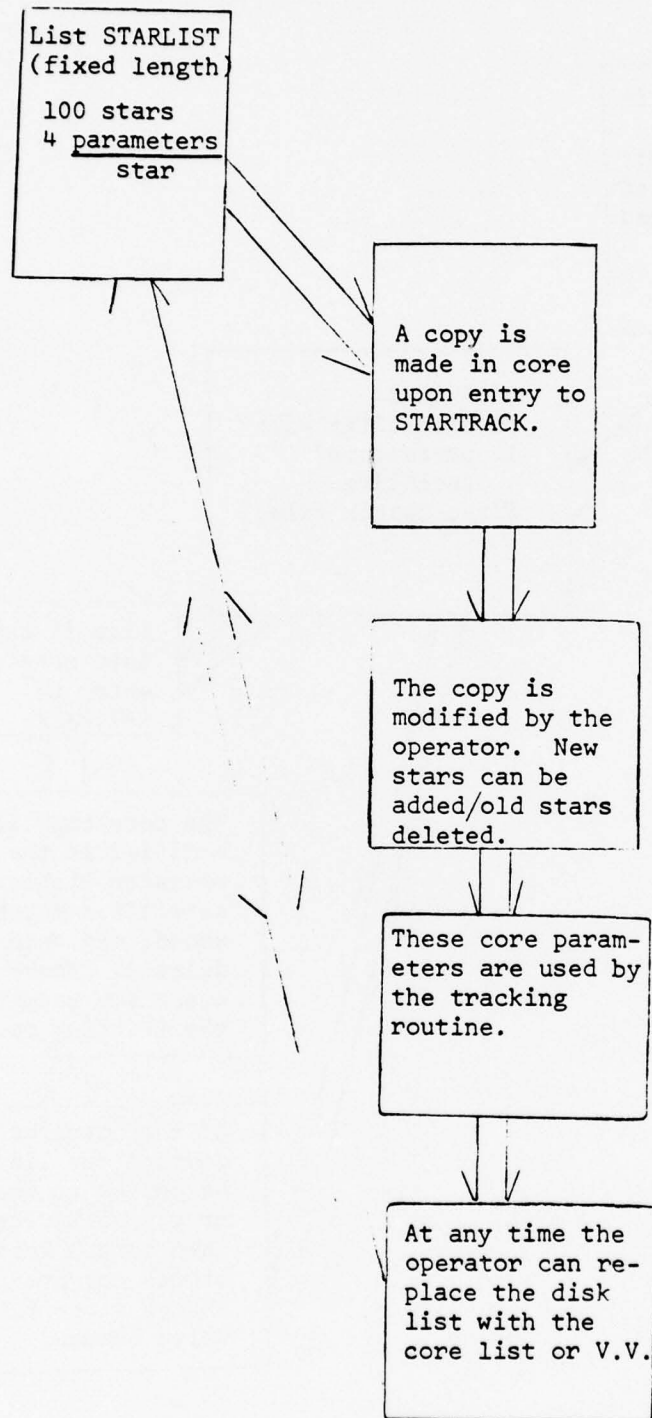 List STARLIST
(fixed length)
100 stars
4 parameters
star
A copy is
made in core
upon entry to
STARTRACK.
The copy is
modified by the
operator. New
stars can be
added/old stars
deleted.
These core param-
eters are used by
the tracking
routine.
At any time the
operator can re-
place the disk
list with the
core list or V.V.